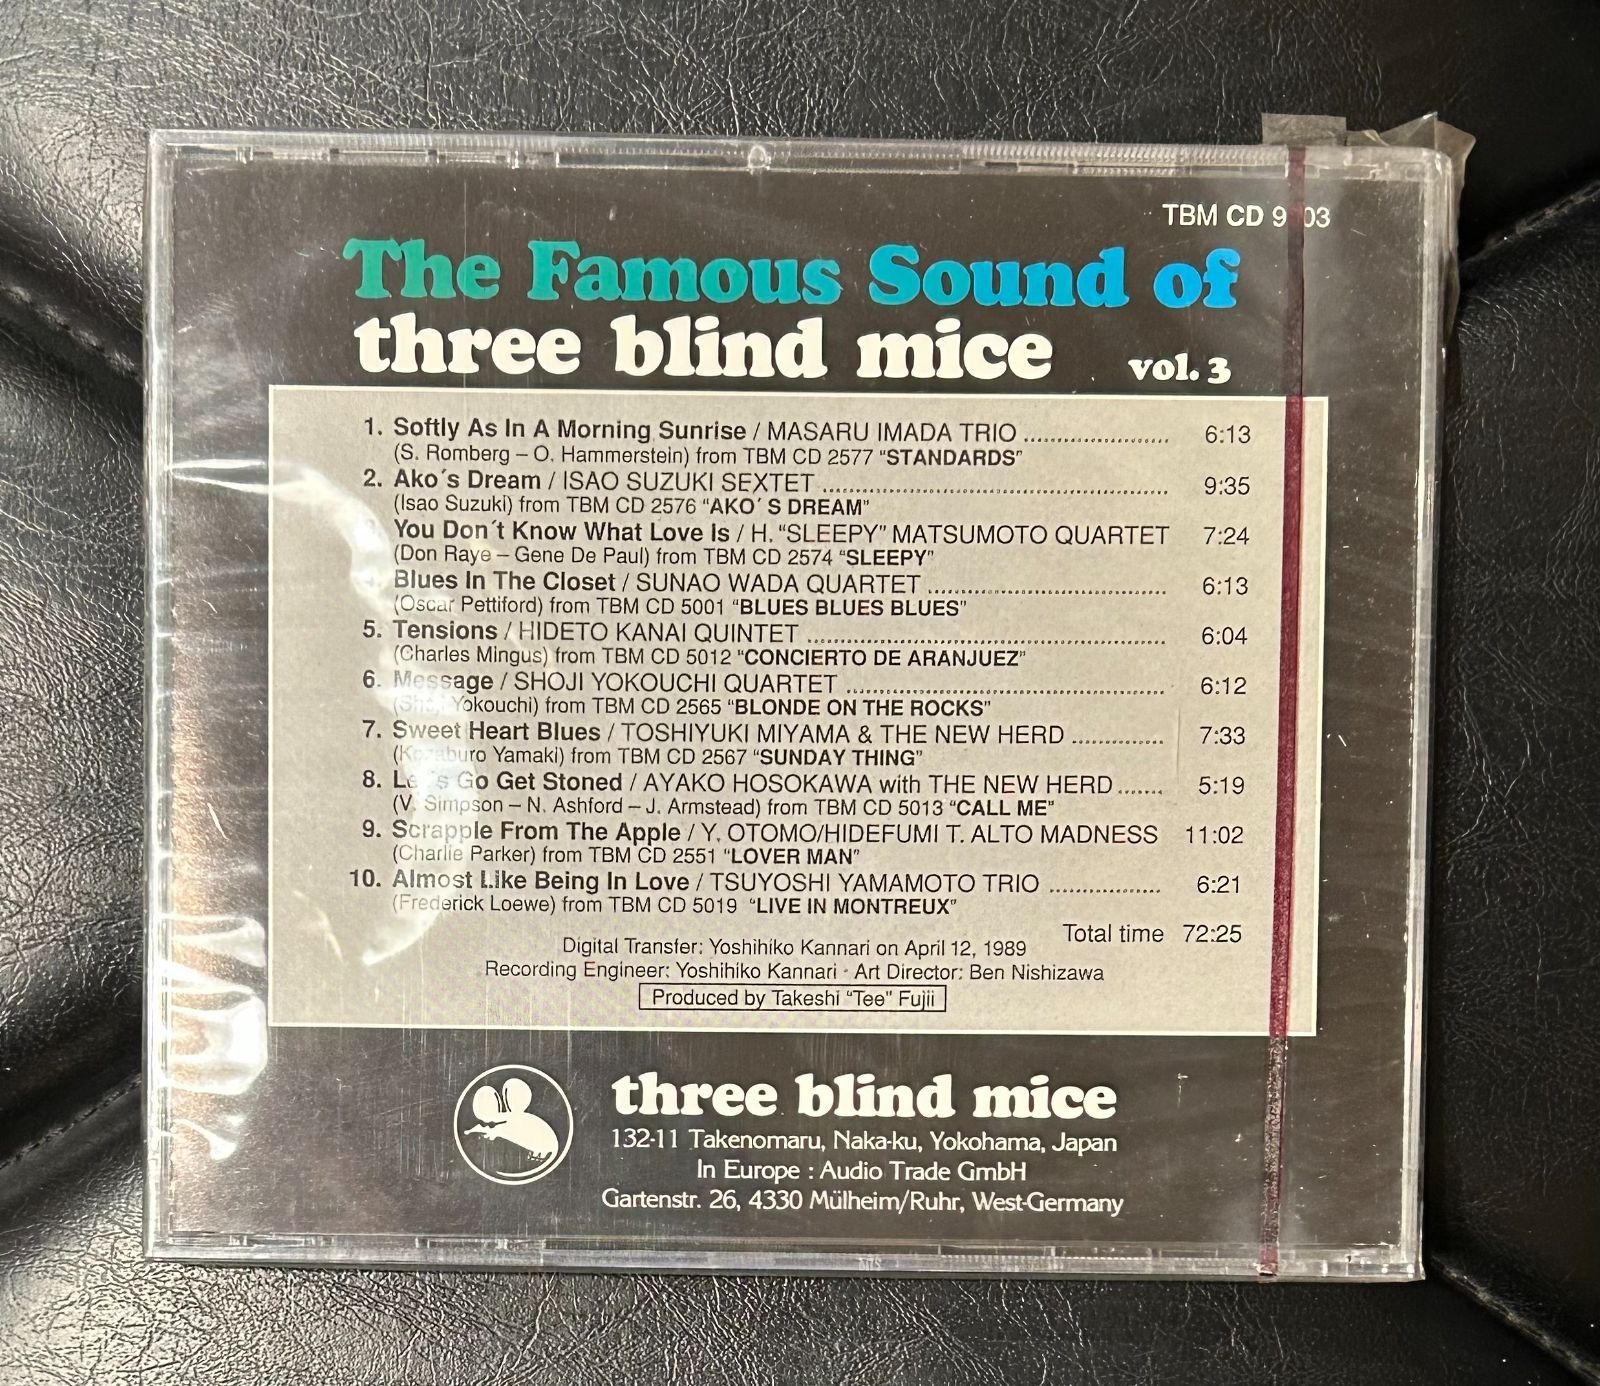 TBM CD 9 03
The Famous Sound of
three blind mice vol. 3
1. Softly As In A Morning Sunrise / MASARU IMADA TRIO ........................ 6:13
(S. Romberg – O. Hammerstein) from TBM CD 2577 "STANDARDS"
2. Ako´s Dream / ISAO SUZUKI SEXTET ........................ 9:35
(Isao Suzuki) from TBM CD 2576 "AKO´S DREAM"
You Don´t Know What Love Is / H. "SLEEPY" MATSUMOTO QUARTET 7:24
(Don Raye – Gene De Paul) from TBM CD 2574 "SLEEPY"
4. Blues In The Closet / SUNAO WADA QUARTET ........................ 6:13
(Oscar Pettiford) from TBM CD 5001 "BLUES BLUES BLUES"
5. Tensions / HIDETO KANAI QUINTET ........................ 6:04
(Charles Mingus) from TBM CD 5012 "CONCIERTO DE ARANJUEZ"
6. Message / SHOJI YOKOUCHI QUARTET ........................ 6:12
(Shoji Yokouchi) from TBM CD 2565 "BLONDE ON THE ROCKS"
7. Sweet Heart Blues / TOSHIYUKI MIYAMA & THE NEW HERD .............. 7:33
(Kozaburo Yamaki) from TBM CD 2567 "SUNDAY THING"
8. Let´s Go Get Stoned / AYAKO HOSOKAWA with THE NEW HERD ....... 5:19
(V. Simpson – N. Ashford – J. Armstead) from TBM CD 5013 "CALL ME"
9. Scrapple From The Apple / Y. OTOMO/HIDEFUMI T. ALTO MADNESS 11:02
(Charlie Parker) from TBM CD 2551 "LOVER MAN"
10. Almost Like Being In Love / TSUYOSHI YAMAMOTO TRIO .................. 6:21
(Frederick Loewe) from TBM CD 5019 "LIVE IN MONTREUX"
Total time 72:25
Digital Transfer: Yoshihiko Kannari on April 12, 1989
Recording Engineer: Yoshihiko Kannari · Art Director: Ben Nishizawa
Produced by Takeshi "Tee" Fujii
three blind mice
132-11 Takenomaru, Naka-ku, Yokohama, Japan
In Europe : Audio Trade GmbH
Gartenstr. 26, 4330 Mülheim/Ruhr, West-Germany